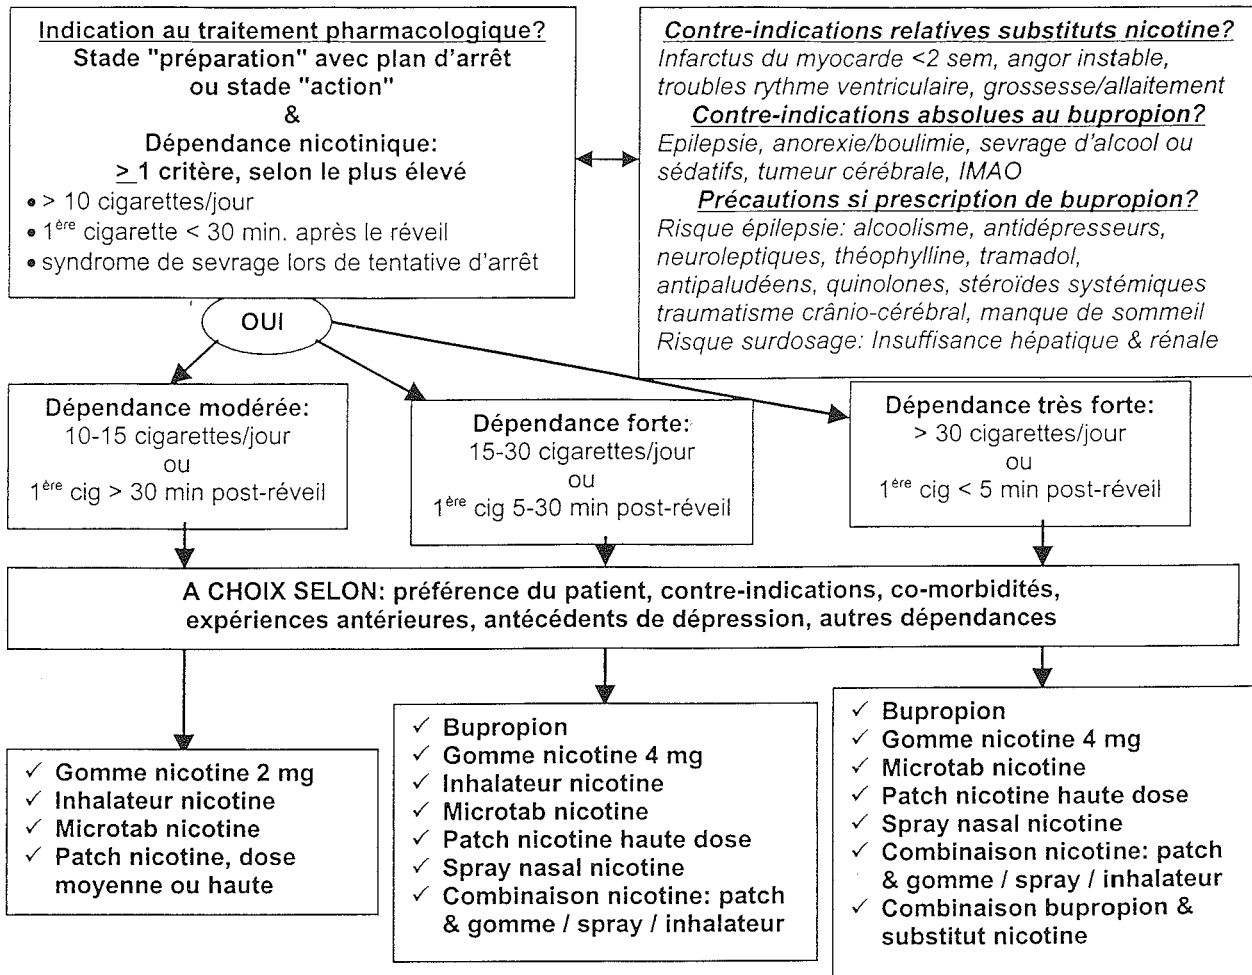 Indication au traitement pharmacologique?
Stade "préparation" avec plan d'arrêt
ou stade "action"
&
Dépendance nicotinique:
≥ 1 critère, selon le plus élevé
• > 10 cigarettes/jour
• 1ère cigarette < 30 min. après le réveil
• syndrome de sevrage lors de tentative d'arrêt
Contre-indications relatives substituts nicotine?
Infarctus du myocarde <2 sem, angor instable,
troubles rythme ventriculaire, grossesse/allaitement
Contre-indications absolues au bupropion?
Epilepsie, anorexie/boulimie, sevrage d'alcool ou
sédatifs, tumeur cérébrale, IMAO
Précautions si prescription de bupropion?
Risque épilepsie: alcoolisme, antidépresseurs,
neuroleptiques, théophylline, tramadol,
antipaludéens, quinolones, stéroïdes systémiques
traumatisme crânio-cérébral, manque de sommeil
Risque surdosage: Insuffisance hépatique & rénale
OUI
Dépendance modérée:
10-15 cigarettes/jour
ou
1ère cig > 30 min post-réveil
Dépendance forte:
15-30 cigarettes/jour
ou
1ère cig 5-30 min post-réveil
Dépendance très forte:
> 30 cigarettes/jour
ou
1ère cig < 5 min post-réveil
A CHOIX SELON: préférence du patient, contre-indications, co-morbidités,
expériences antérieures, antécédents de dépression, autres dépendances
✓ Gomme nicotine 2 mg
✓ Inhalateur nicotine
✓ Microtab nicotine
✓ Patch nicotine, dose
moyenne ou haute
✓ Bupropion
✓ Gomme nicotine 4 mg
✓ Inhalateur nicotine
✓ Microtab nicotine
✓ Patch nicotine haute dose
✓ Spray nasal nicotine
✓ Combinaison nicotine: patch
& gomme / spray / inhalateur
✓ Bupropion
✓ Gomme nicotine 4 mg
✓ Microtab nicotine
✓ Patch nicotine haute dose
✓ Spray nasal nicotine
✓ Combinaison nicotine: patch
& gomme / spray / inhalateur
✓ Combinaison bupropion &
substitut nicotine